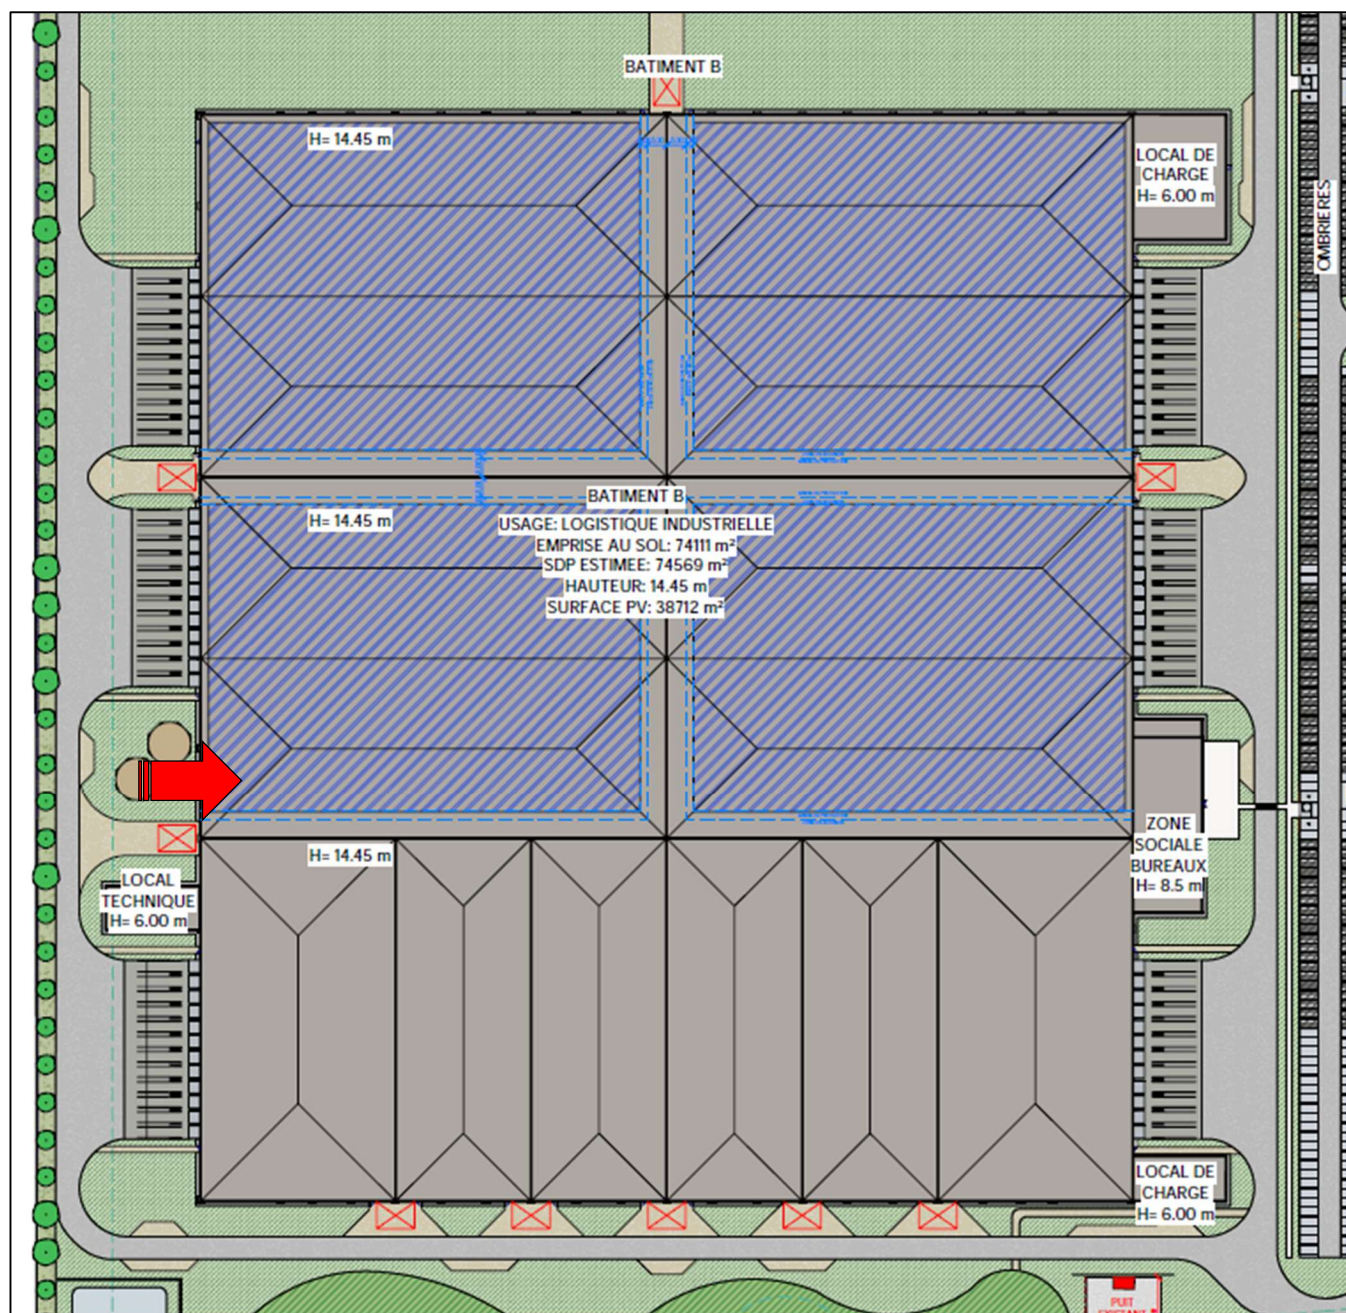 BATIMENT B
H= 14.45 m
LOCAL DE
CHARGE
H= 6.00 m
OMBRIERES
BATIMENT B
H= 14.45 m
USAGE: LOGISTIQUE INDUSTRIELLE
EMPRISE AU SOL: 74111 m²
SDP ESTIMEE: 74569 m²
HAUTEUR: 14.45 m
SURFACE PV: 38712 m²
ZONE
SOCIALE
BUREAUX
H= 8.5 m
H= 14.45 m
LOCAL
TECHNIQUE
H= 6.00 m
LOCAL DE
CHARGE
H= 6.00 m
PUIT